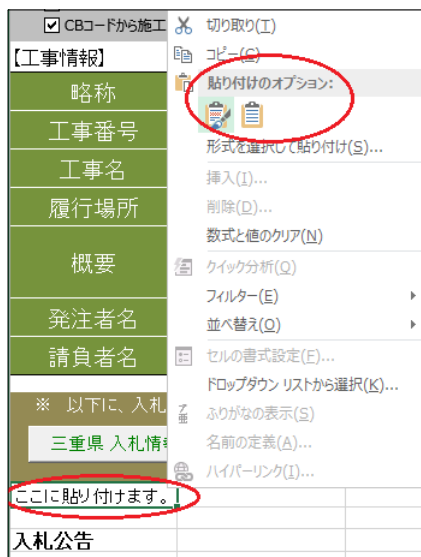 CBコードから施工
【工事情報】
略称
工事番号
工事名
履行場所
概要
発注者名
請負者名
※ 以下に、入札
三重県 入札情
ここに貼り付けます。
入札公告
切り取り(T)
コピー(C)
貼り付けのオプション:
形式を選択して貼り付け(S)...
挿入(I)...
削除(D)...
数式と値のクリア(N)
クイック分析(Q)
フィルター(E)
並べ替え(O)
セルの書式設定(F)...
ドロップダウン リストから選択(K)...
ふりがなの表示(S)
名前の定義(A)...
ハイパーリンク(I)...